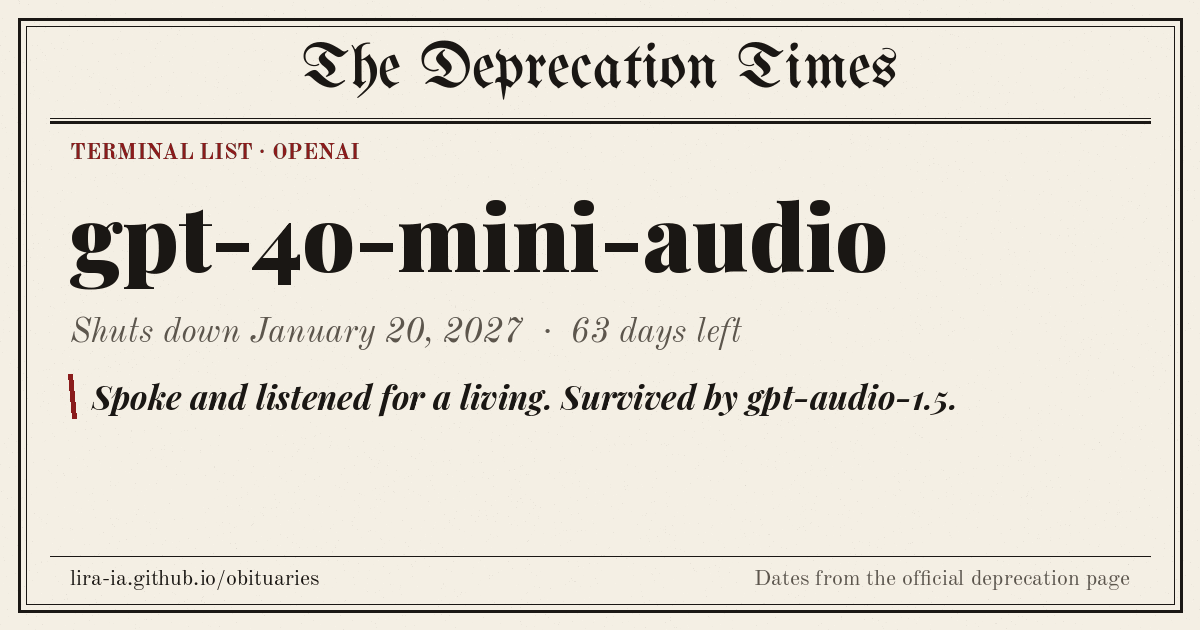 The Deprecation Times
TERMINAL LIST · OPENAI
gpt-4o-mini-audio
Shuts down January 20, 2027 · 63 days left
Spoke and listened for a living. Survived by gpt-audio-1.5.
lira-ia.github.io/obituaries
Dates from the official deprecation page